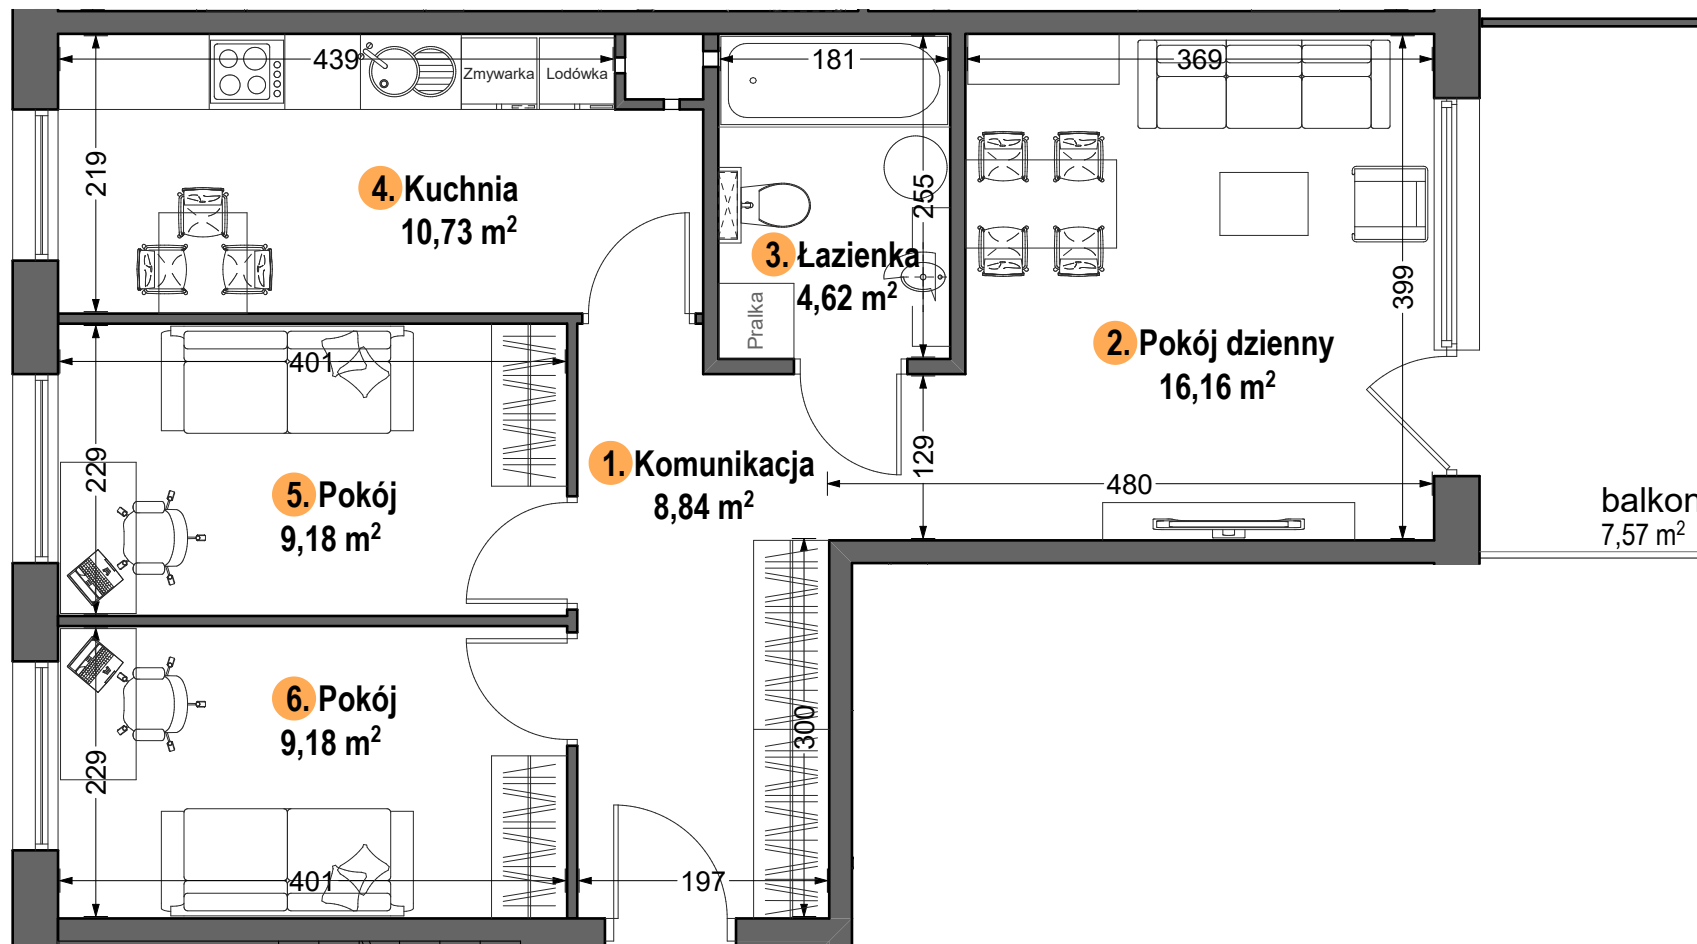 439
Zmywarka
Lodówka
181
369
219
4. Kuchnia
10,73 m²
255
3. Łazienka
4,62 m²
Pralka
399
2. Pokój dzienny
16,16 m²
401
229
5. Pokój
9,18 m²
1. Komunikacja
8,84 m²
129
480
balkon
7,57 m²
6. Pokój
9,18 m²
229
300
401
197